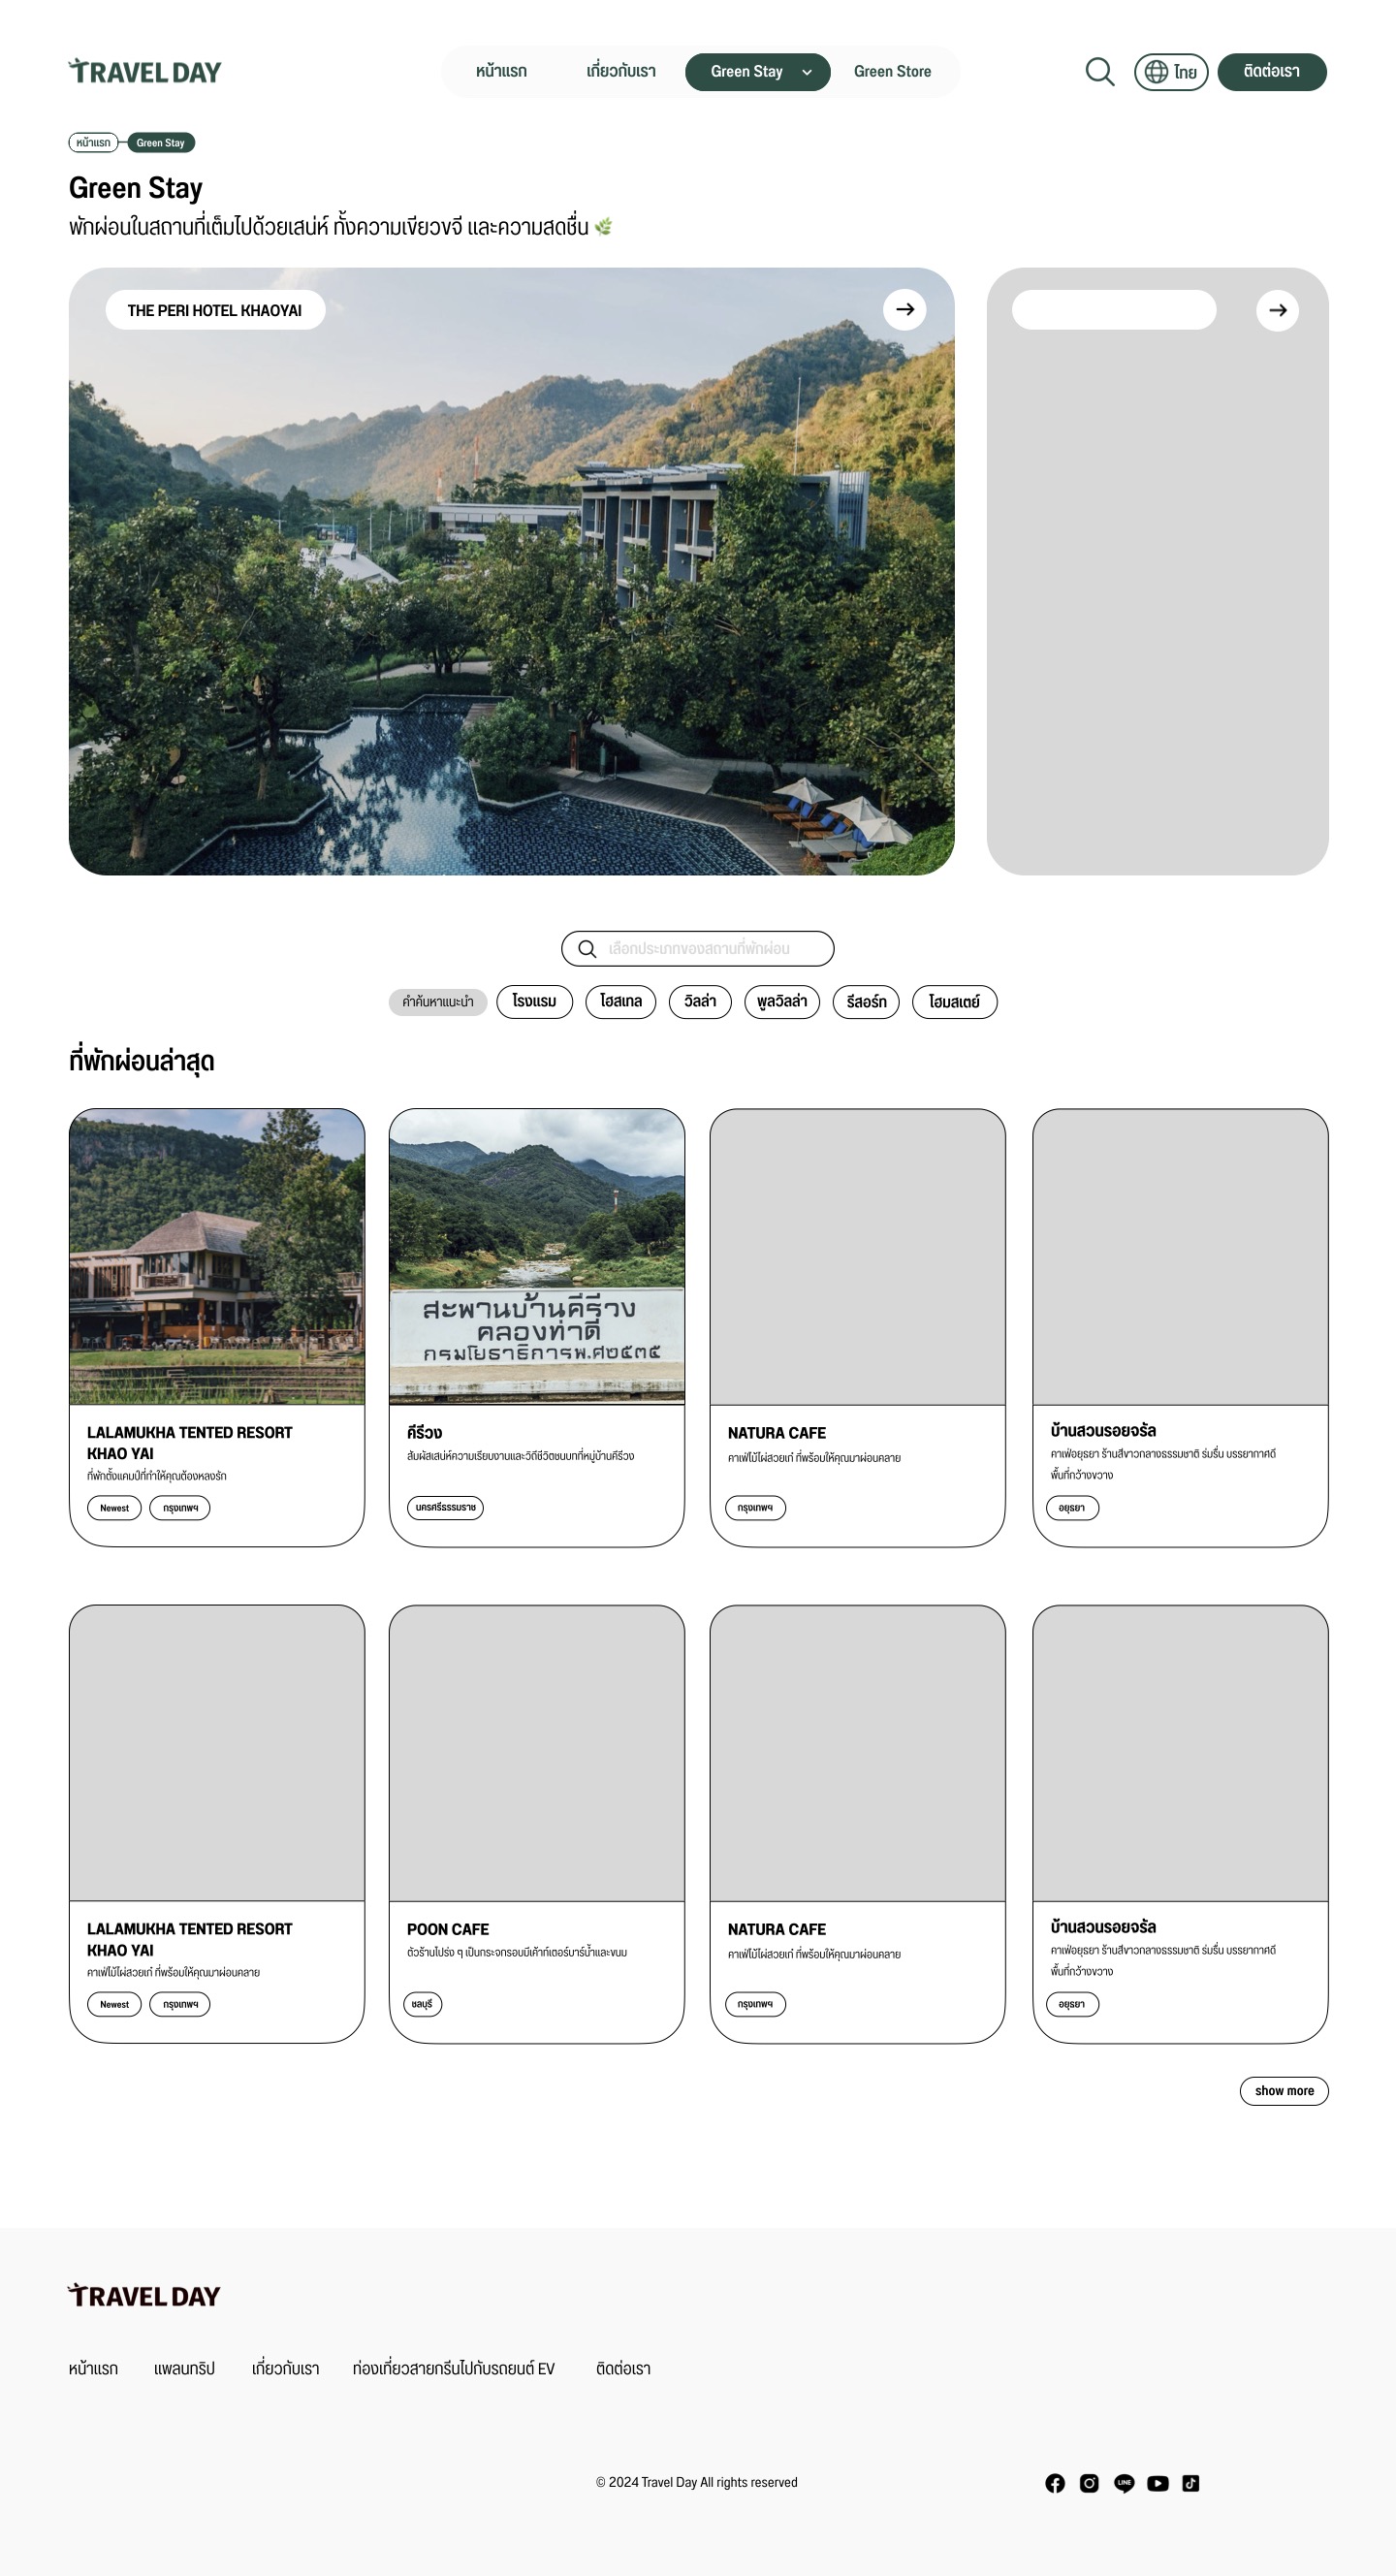 TRAVEL DAY
หน้าแรก
เกี่ยวกับเรา
Green Stay
Green Store
ไทย
ติดต่อเรา
หน้าแรก
Green Stay
Green Stay
พักผ่อนในสถานที่เต็มไปด้วยเสน่ห์ ทั้งความเขียวขจี และความสดชื่น 🌿
THE PERI HOTEL KHAOYAI
เลือกประเภทของสถานที่พักผ่อน
คำค้นหาแนะนำ
โรงแรม
โฮสเทล
วิลล่า
พูลวิลล่า
รีสอร์ท
โฮมสเตย์
ที่พักผ่อนล่าสุด
สะพานบ้านคีรีวง
คลองท่าดี
กรมโยธาธิการพ.ศ๒๕๓๕
LALAMUKHA TENTED RESORT
KHAO YAI
ที่พักตั้งแคมป์ที่ทำให้คุณต้องหลงรัก
Newest
กรุงเทพฯ
คีรีวง
สัมผัสเสน่ห์ความเรียบงานและวิถีชีวิตชนบทที่หมู่บ้านคีรีวง
นครศรีธรรมราช
NATURA CAFE
คาเฟ่ไม้ไผ่สวยเก๋ ที่พร้อมให้คุณมาผ่อนคลาย
กรุงเทพฯ
บ้านสวนรอยจรัล
คาเฟ่อยุธยา ร้านสีขาวกลางธรรมชาติ ร่มรื่น บรรยากาศดี
พื้นที่กว้างขวาง
อยุธยา
LALAMUKHA TENTED RESORT
KHAO YAI
คาเฟ่ไม้ไผ่สวยเก๋ ที่พร้อมให้คุณมาผ่อนคลาย
Newest
กรุงเทพฯ
POON CAFE
ตัวร้านโปร่ง ๆ เป็นกระจกรอบมีเค้าท์เตอร์บาร์น้ำและขนม
ชลบุรี
NATURA CAFE
คาเฟ่ไม้ไผ่สวยเก๋ ที่พร้อมให้คุณมาผ่อนคลาย
กรุงเทพฯ
บ้านสวนรอยจรัล
คาเฟ่อยุธยา ร้านสีขาวกลางธรรมชาติ ร่มรื่น บรรยากาศดี
พื้นที่กว้างขวาง
อยุธยา
show more
TRAVEL DAY
หน้าแรก
แพลนทริป
เกี่ยวกับเรา
ท่องเที่ยวสายกรีนไปกับรถยนต์ EV
ติดต่อเรา
© 2024 Travel Day All rights reserved
LINE